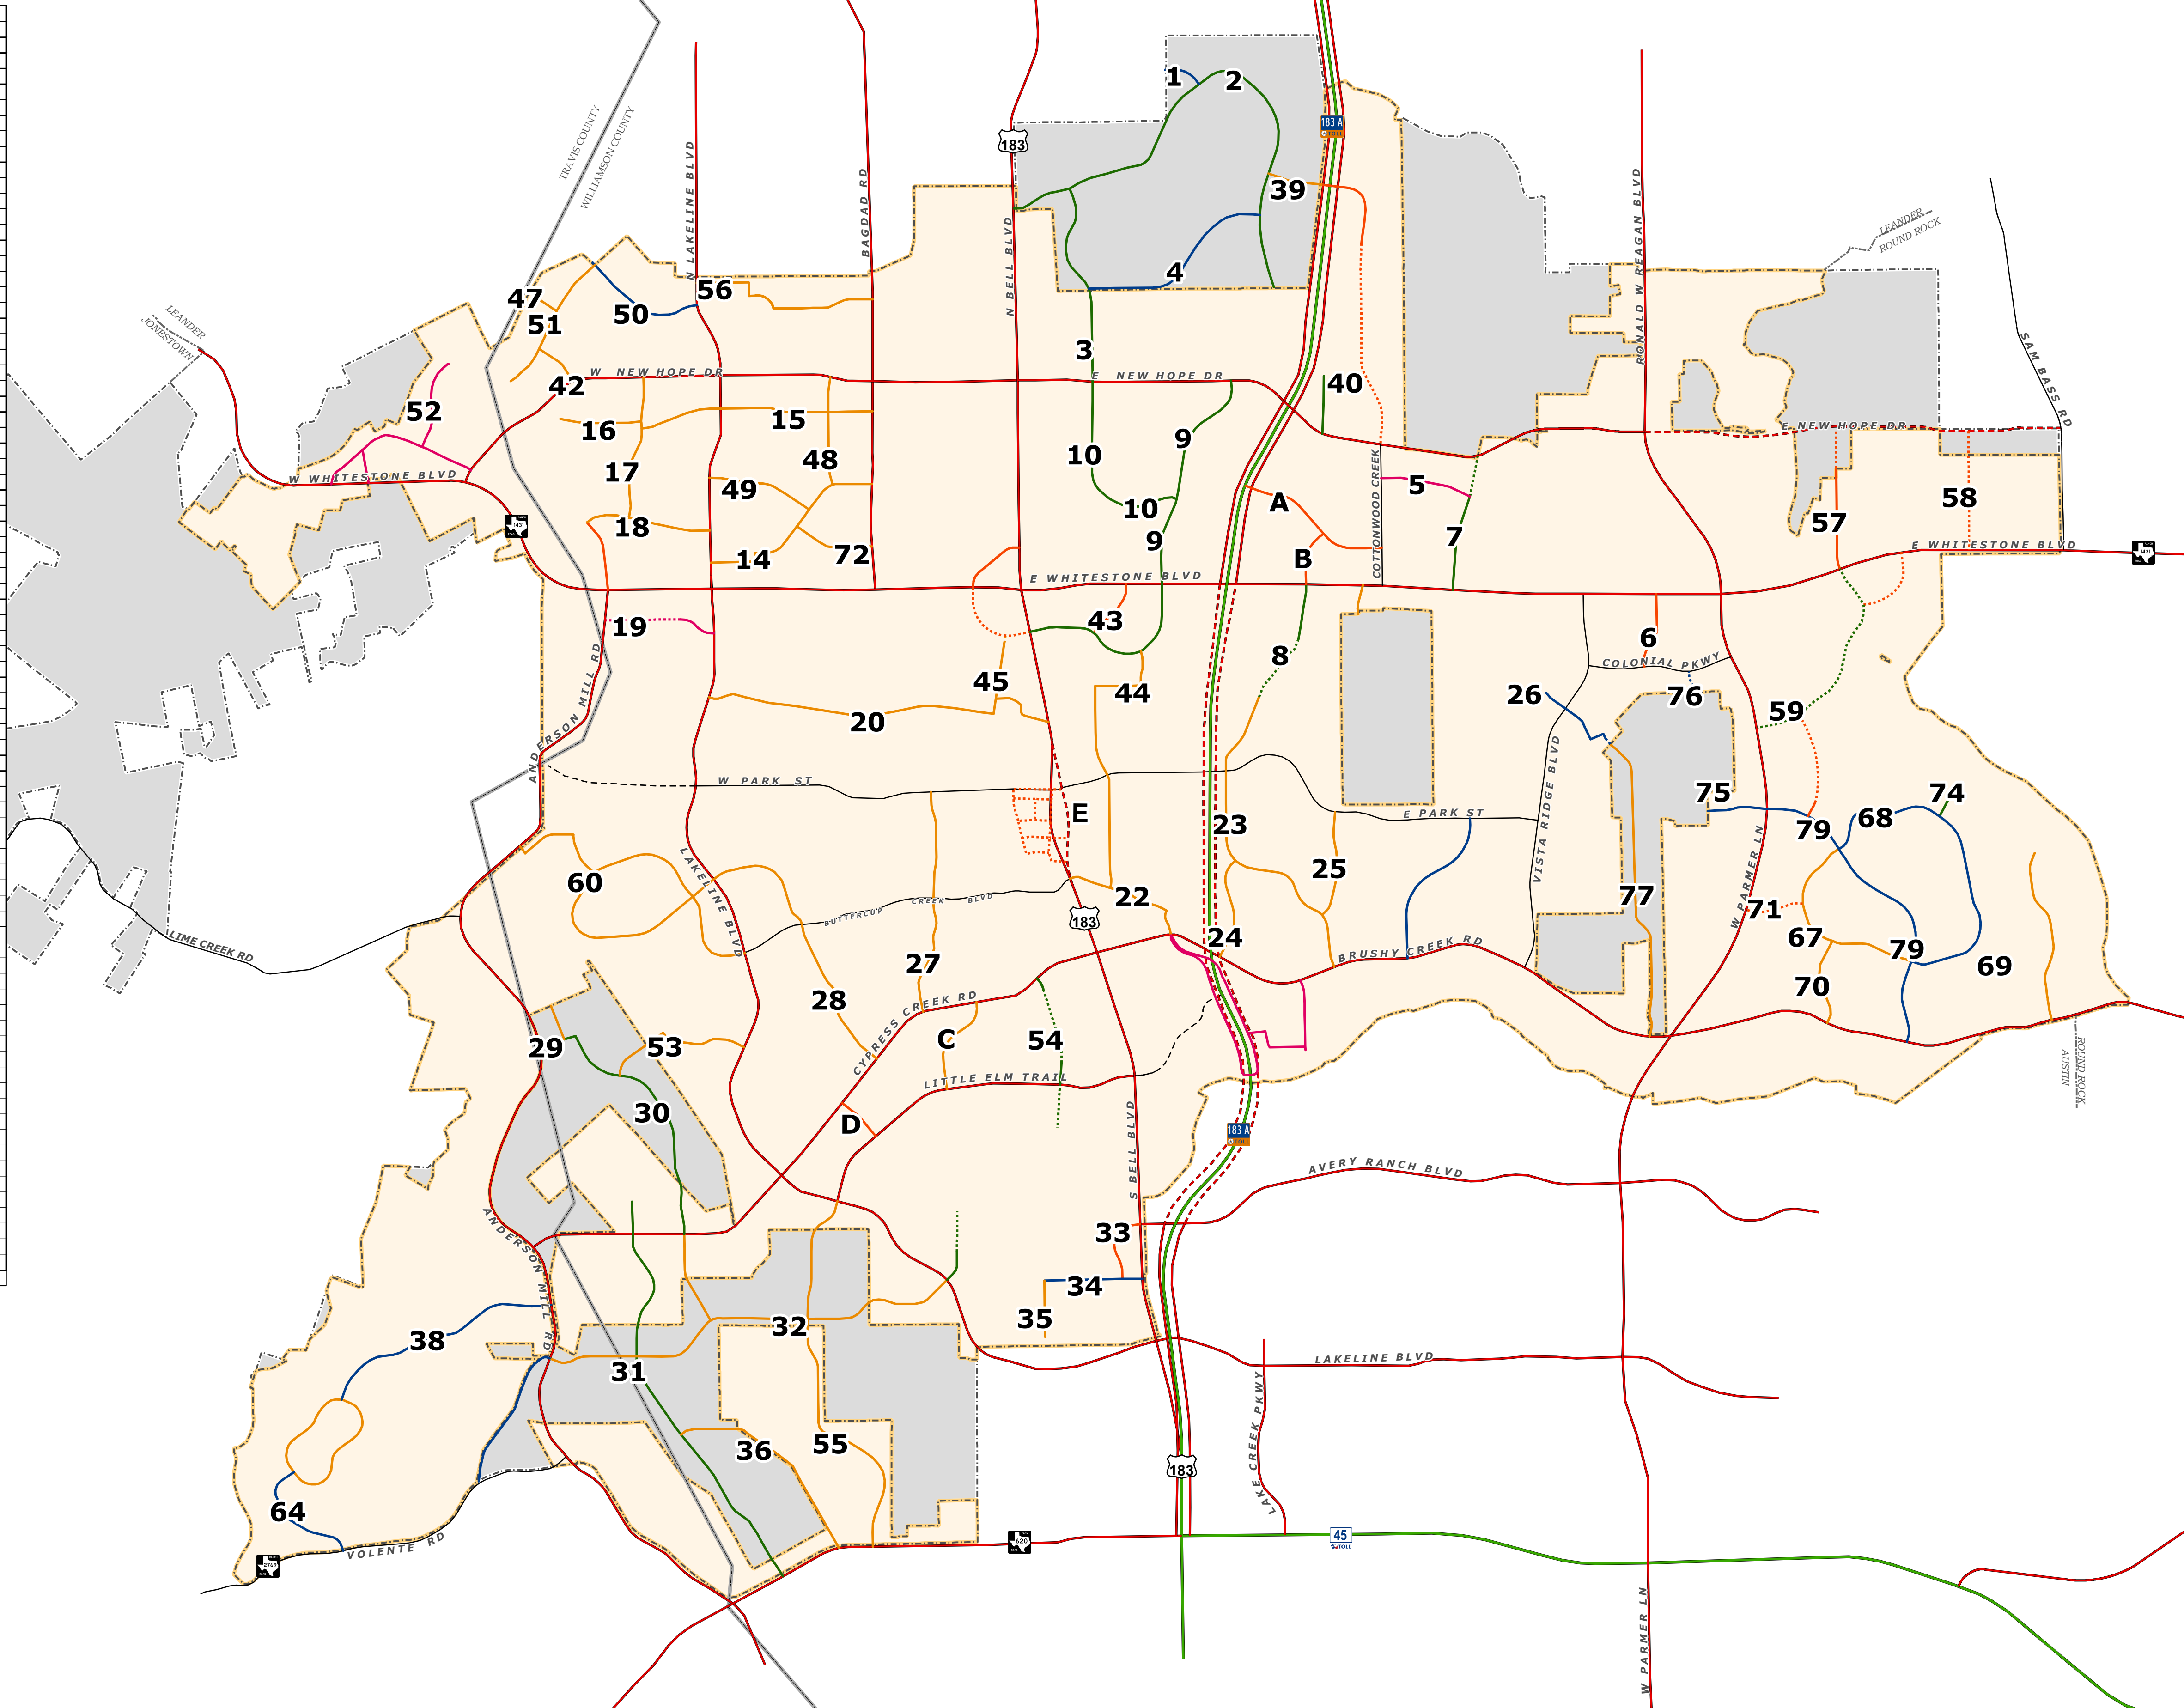 1
2
183 A
TOLL
TRAVIS COUNTY
WILLIAMSON COUNTY
183
N LAKELINE BLVD
BAGDAD RD
N BELL BLVD
39
RONALD W REAGAN BLVD
LEANDER
ROUND ROCK
4
47
56
50
51
LEANDER
JONESTOWN
3
SAM BASS RD
W NEW HOPE DR
E NEW HOPE DR
42
40
52
16
15
9
E NEW HOPE DR
10
48
17
W WHITESTONE BLVD
49
COTTONWOOD CREEK
5
A
58
10
1431
18
57
7
9
14
72
B
E WHITESTONE BLVD
1431
E WHITESTONE BLVD
43
19
6
8
COLONIAL PKWY
ANDERSON MILL RD
45
44
26
76
20
59
W PARK ST
VISTA RIDGE BLVD
75
74
E
E PARK ST
23
68
79
60
LAKELINE BLVD
25
W PARMER LN
22
77
BUTTERCUP CREEK BLVD
183
71
24
67
LIME CREEK RD
BRUSHY CREEK RD
79
27
69
28
70
CYPRESS CREEK RD
C
54
29
53
ROUND ROCK
AUSTIN
LITTLE ELM TRAIL
30
D
S BELL BLVD
183 A
TOLL
AVERY RANCH BLVD
ANDERSON MILL RD
33
34
35
32
38
LAKELINE BLVD
31
LAKE CREEK PKWY
36
55
183
64
45
TOLL
620
VOLENTE RD
2769
W PARMER LN